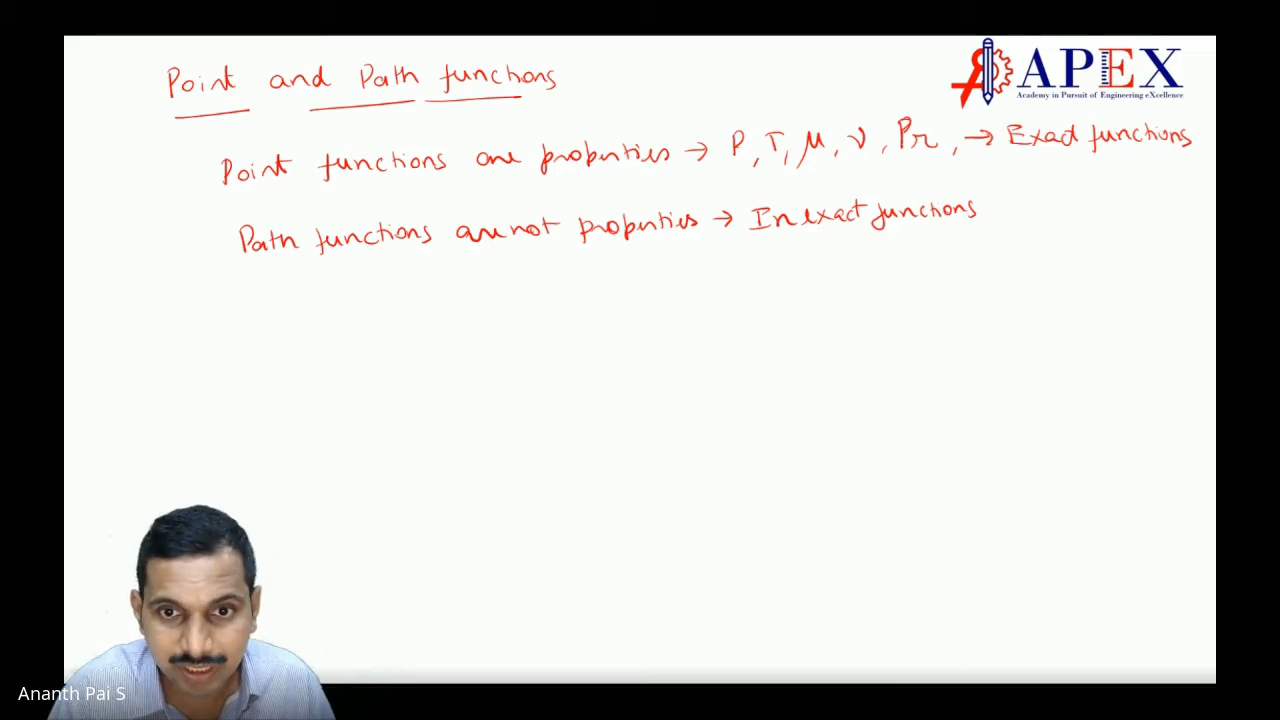 Point and Path functions
APEX
Academy in Pursuit of Engineering eXcellence
Point functions are properties → P, T, μ, ν, Pr, → Exact functions
Path functions are not properties → Inexact functions
Ananth Pai S